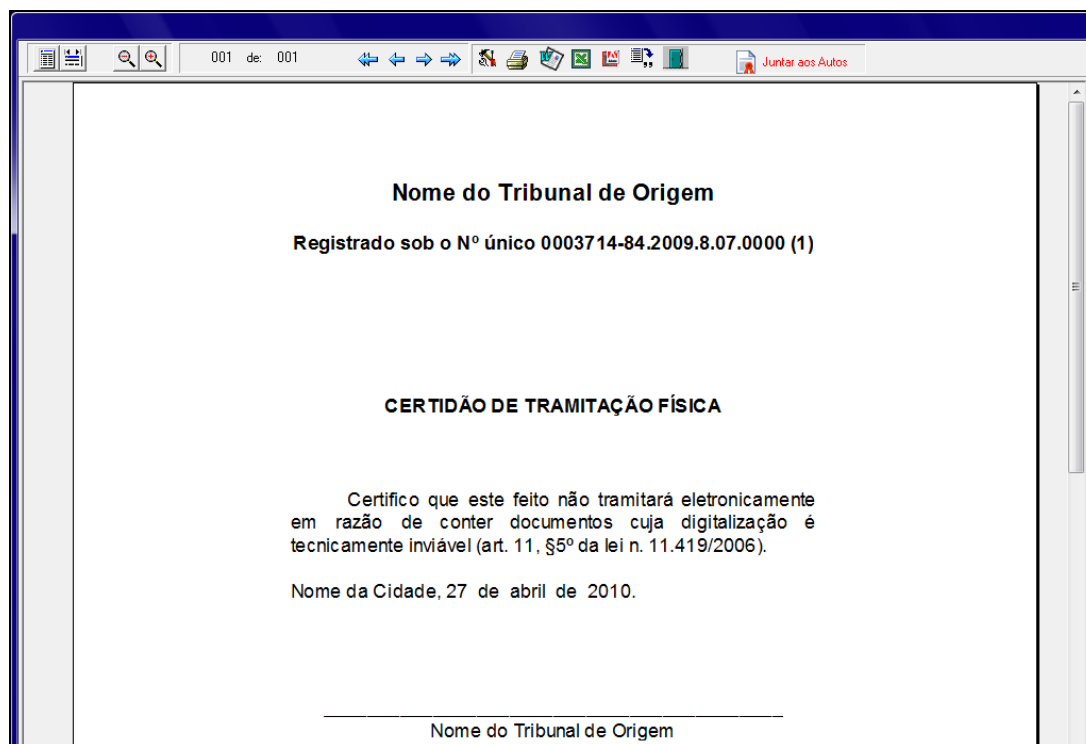 001 de: 001
Juntar aos Autos
Nome do Tribunal de Origem
Registrado sob o Nº único 0003714-84.2009.8.07.0000 (1)
CERTIDÃO DE TRAMITAÇÃO FÍSICA
Certifico que este feito não tramitará eletronicamente
em razão de conter documentos cuja digitalização é
tecnicamente inviável (art. 11, §5º da lei n. 11.419/2006).
Nome da Cidade, 27 de abril de 2010.
Nome do Tribunal de Origem